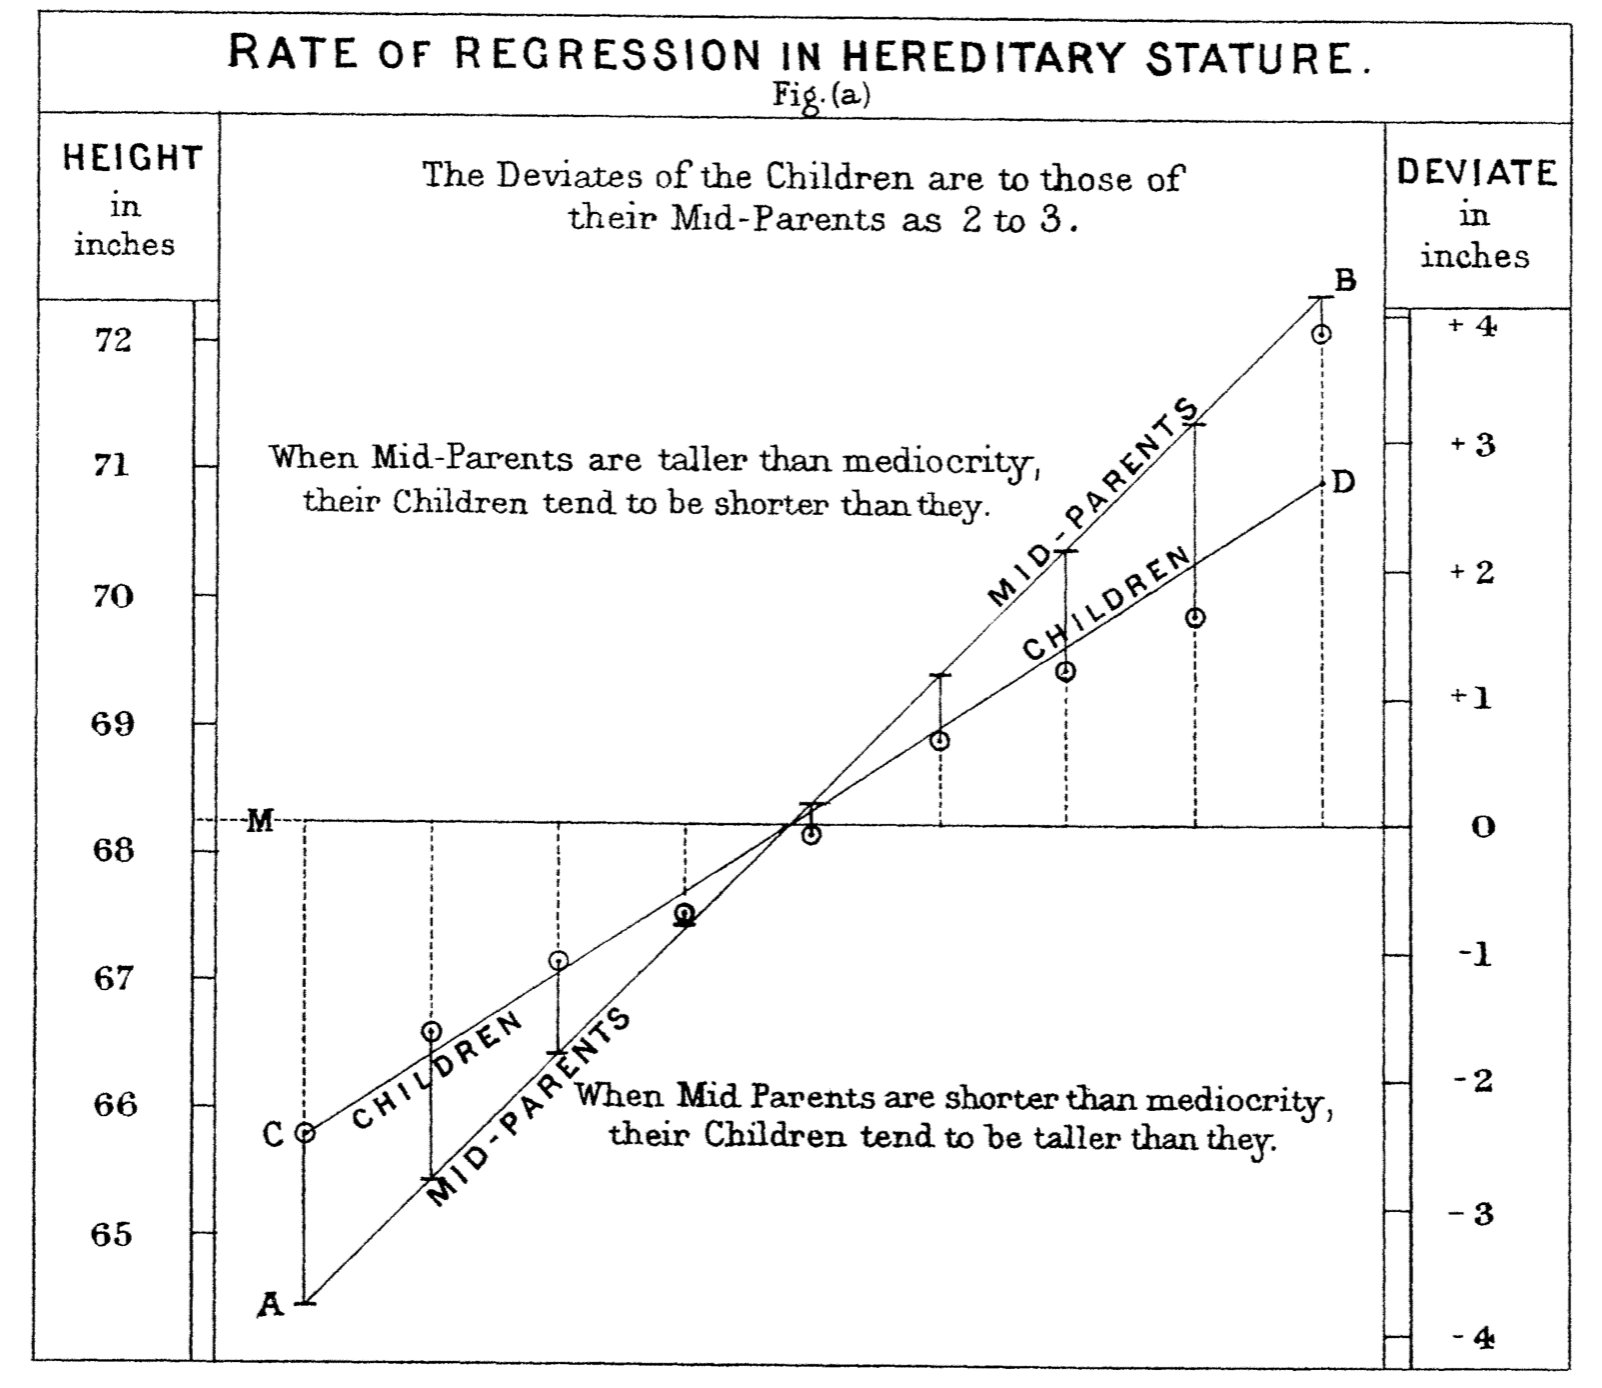 RATE OF REGRESSION IN HEREDITARY STATURE.
Fig. (a)
HEIGHT
in
inches
DEVIATE
in
inches
The Deviates of the Children are to those of
their Mid-Parents as 2 to 3.
B
72
+4
MID-PARENTS
When Mid-Parents are taller than mediocrity,
their Children tend to be shorter than they.
71
+3
D
CHILDREN
70
+2
69
+1
M
0
68
67
-1
CHILDREN
MID-PARENTS
66
-2
When Mid Parents are shorter than mediocrity,
their Children tend to be taller than they.
C
65
-3
A
-4